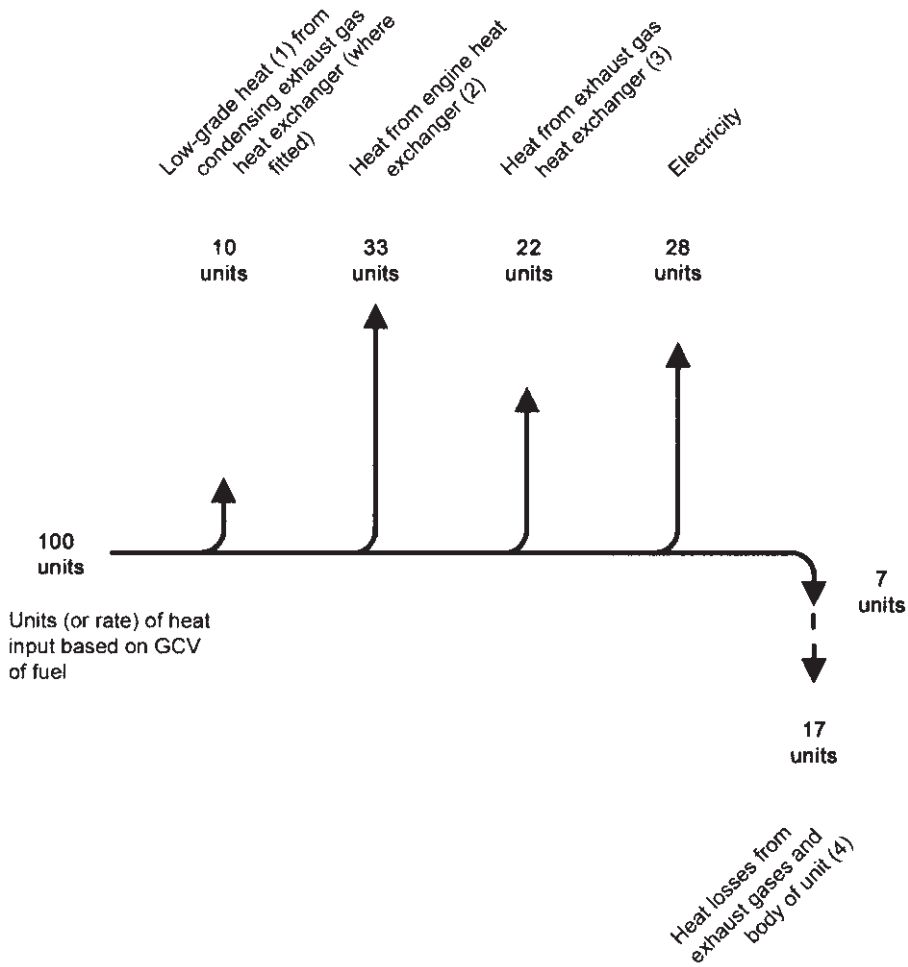 Low-grade heat (1) from
condensing exhaust gas
heat exchanger (where
fitted)
Heat from engine heat
exchanger (2)
Heat from exhaust gas
heat exchanger (3)
Electricity
10
units
33
units
22
units
28
units
100
units
Units (or rate) of heat
input based on GCV
of fuel
7
units
17
units
Heat losses from
exhaust gases and
body of unit (4)